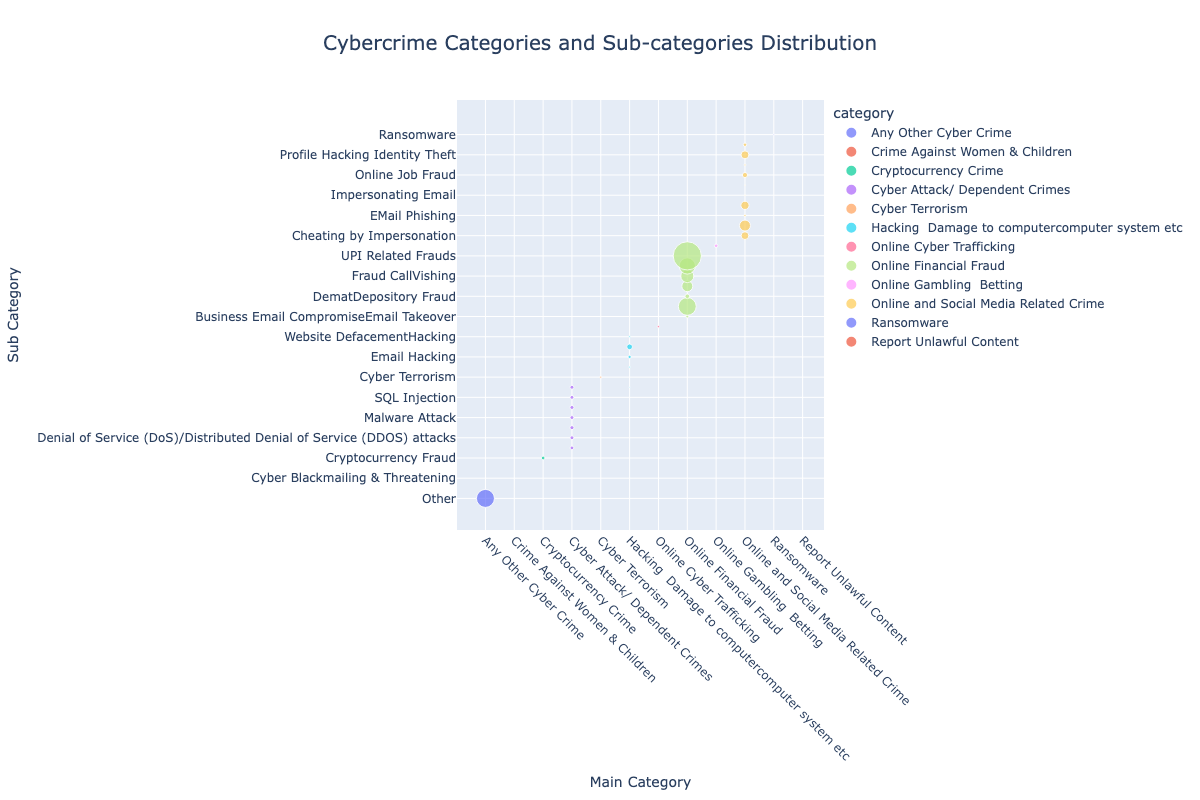 Cybercrime Categories and Sub-categories Distribution
Sub Category
Ransomware
Profile Hacking Identity Theft
Online Job Fraud
Impersonating Email
EMail Phishing
Cheating by Impersonation
UPI Related Frauds
Fraud CallVishing
DematDepository Fraud
Business Email CompromiseEmail Takeover
Website DefacementHacking
Email Hacking
Cyber Terrorism
SQL Injection
Malware Attack
Denial of Service (DoS)/Distributed Denial of Service (DDOS) attacks
Cryptocurrency Fraud
Cyber Blackmailing & Threatening
Other
Any Other Cyber Crime
Crime Against Women & Children
Cryptocurrency Crime
Cyber Attack/ Dependent Crimes
Cyber Terrorism
Hacking  Damage to computercomputer system etc
Online Cyber Trafficking
Online Financial Fraud
Online Gambling  Betting
Online and Social Media Related Crime
Ransomware
Report Unlawful Content
Main Category
category
Any Other Cyber Crime
Crime Against Women & Children
Cryptocurrency Crime
Cyber Attack/ Dependent Crimes
Cyber Terrorism
Hacking  Damage to computercomputer system etc
Online Cyber Trafficking
Online Financial Fraud
Online Gambling  Betting
Online and Social Media Related Crime
Ransomware
Report Unlawful Content